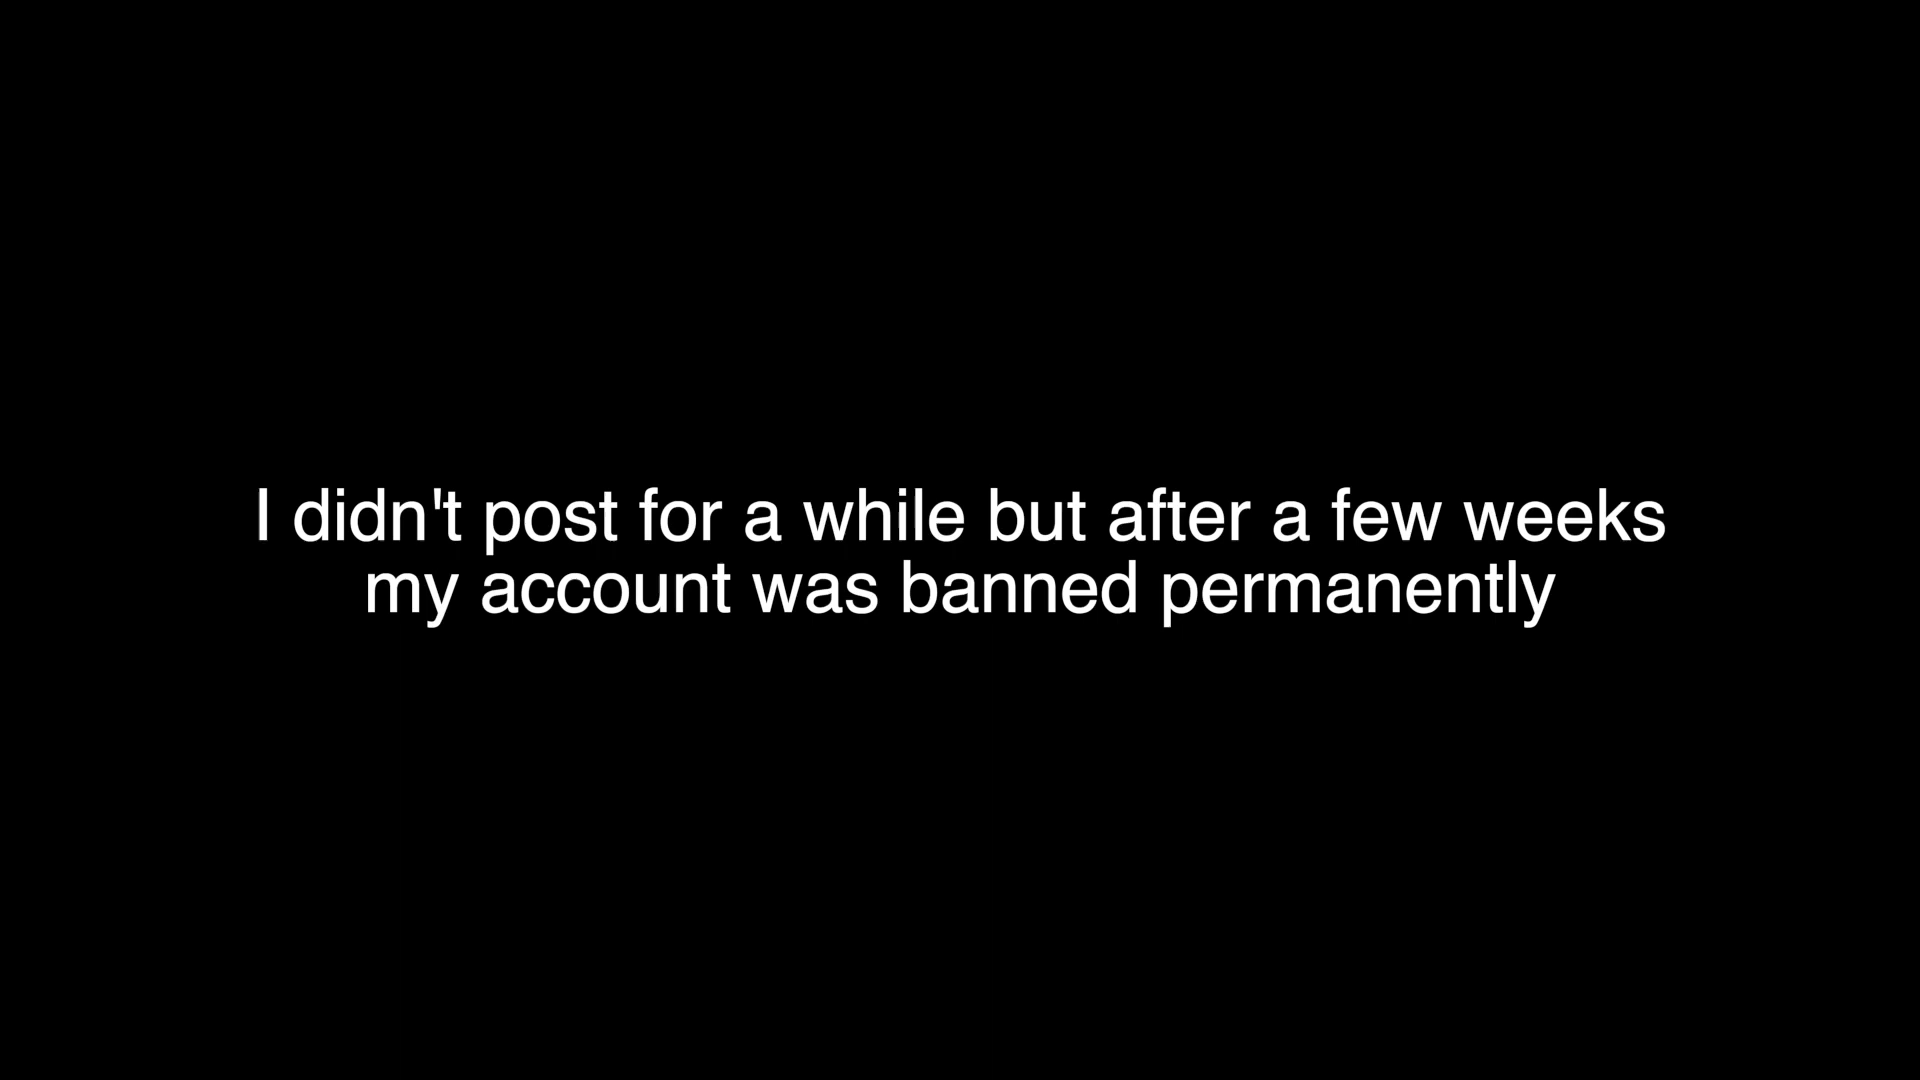 I didn't post for a while but after a few weeks
my account was banned permanently